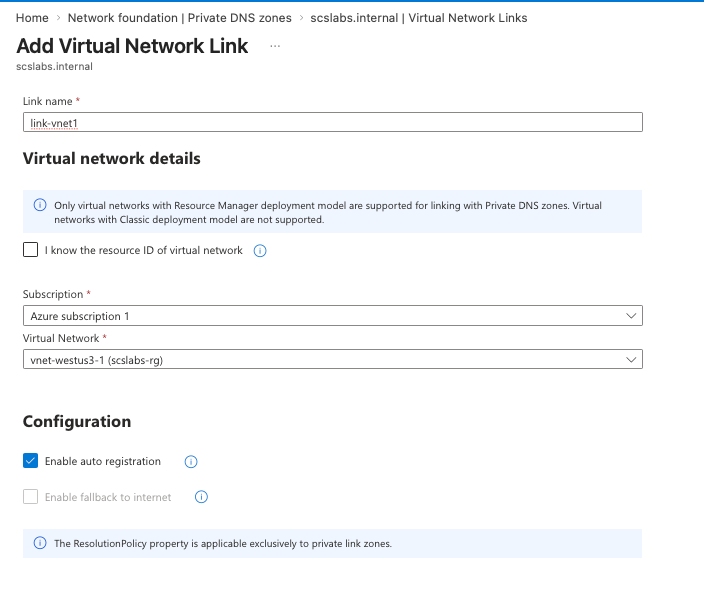 Home > Network foundation | Private DNS zones > scslabs.internal | Virtual Network Links
Add Virtual Network Link ...
scslabs.internal
Link name *
link-vnet1
Virtual network details
Only virtual networks with Resource Manager deployment model are supported for linking with Private DNS zones. Virtual
networks with Classic deployment model are not supported.
I know the resource ID of virtual network
Subscription *
Azure subscription 1
Virtual Network *
vnet-westus3-1 (scslabs-rg)
Configuration
Enable auto registration
Enable fallback to internet
The ResolutionPolicy property is applicable exclusively to private link zones.